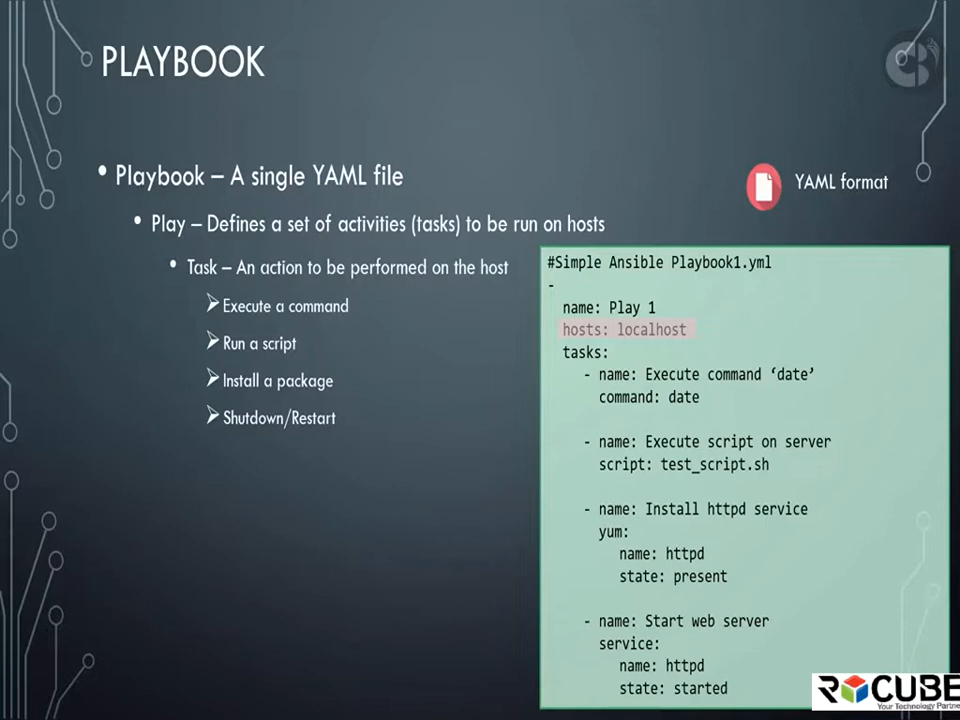 PLAYBOOK
• Playbook – A single YAML file
YAML format
• Play – Defines a set of activities (tasks) to be run on hosts
• Task – An action to be performed on the host
➢ Execute a command
➢ Run a script
➢ Install a package
➢ Shutdown/Restart
#Simple Ansible Playbook1.yml
-
name: Play 1
hosts: localhost
tasks:
- name: Execute command ‘date’
command: date
- name: Execute script on server
script: test_script.sh
- name: Install httpd service
yum:
name: httpd
state: present
- name: Start web server
service:
name: httpd
state: started
RCUBE
Your Technology Partne